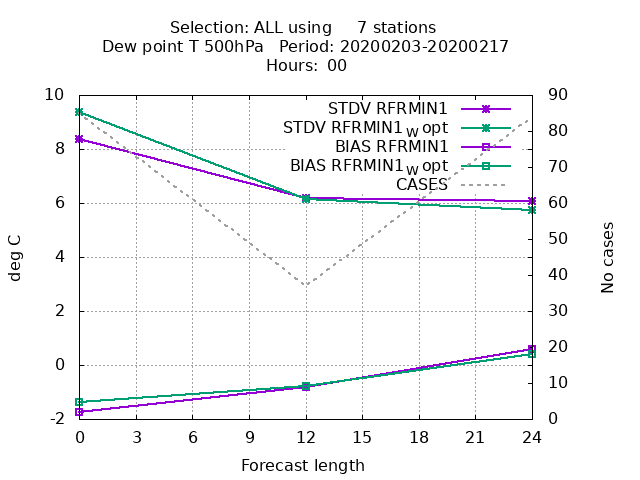 Selection: ALL using     7 stations
Dew point T 500hPa   Period: 20200203-20200217
Hours: 00
10
8
6
4
2
0
-2
deg C
90
80
70
60
50
40
30
20
10
0
No cases
STDV RFRMIN1
STDV RFRMIN1w opt
BIAS RFRMIN1
BIAS RFRMIN1w opt
CASES
0 3 6 9 12 15 18 21 24
Forecast length